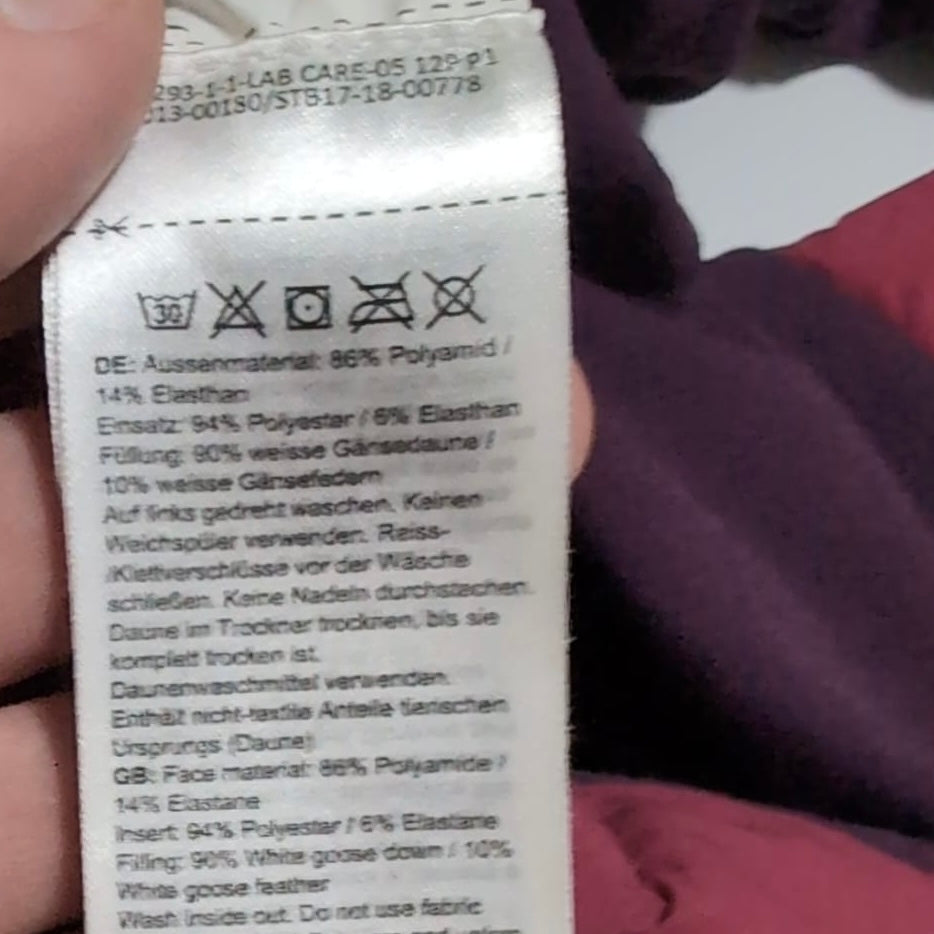 293-1-1-LAB CARE-05 12P P1
013-00180/STB17-18-00778
30
DE: Aussenmaterial: 86% Polyamid /
14% Elasthan
Einsatz: 94% Polyester / 6% Elasthan
Füllung: 90% weisse Gänsedaune /
10% weisse Gänsefedern
Auf links gedreht waschen. Keinen
Weichspüler verwenden. Reiss-
/Klettverschlüsse vor der Wäsche
schließen. Keine Nadeln durchstechen.
Daune im Trockner trocknen, bis sie
komplett trocken ist.
Daunenwaschmittel verwenden.
Enthält nicht-textile Anteile tierischen
Ursprungs (Daune)
GB: Face material: 86% Polyamide /
14% Elastane
Insert: 94% Polyester / 6% Elastane
Filling: 90% White goose down / 10%
White goose feather
Wash inside out. Do not use fabric